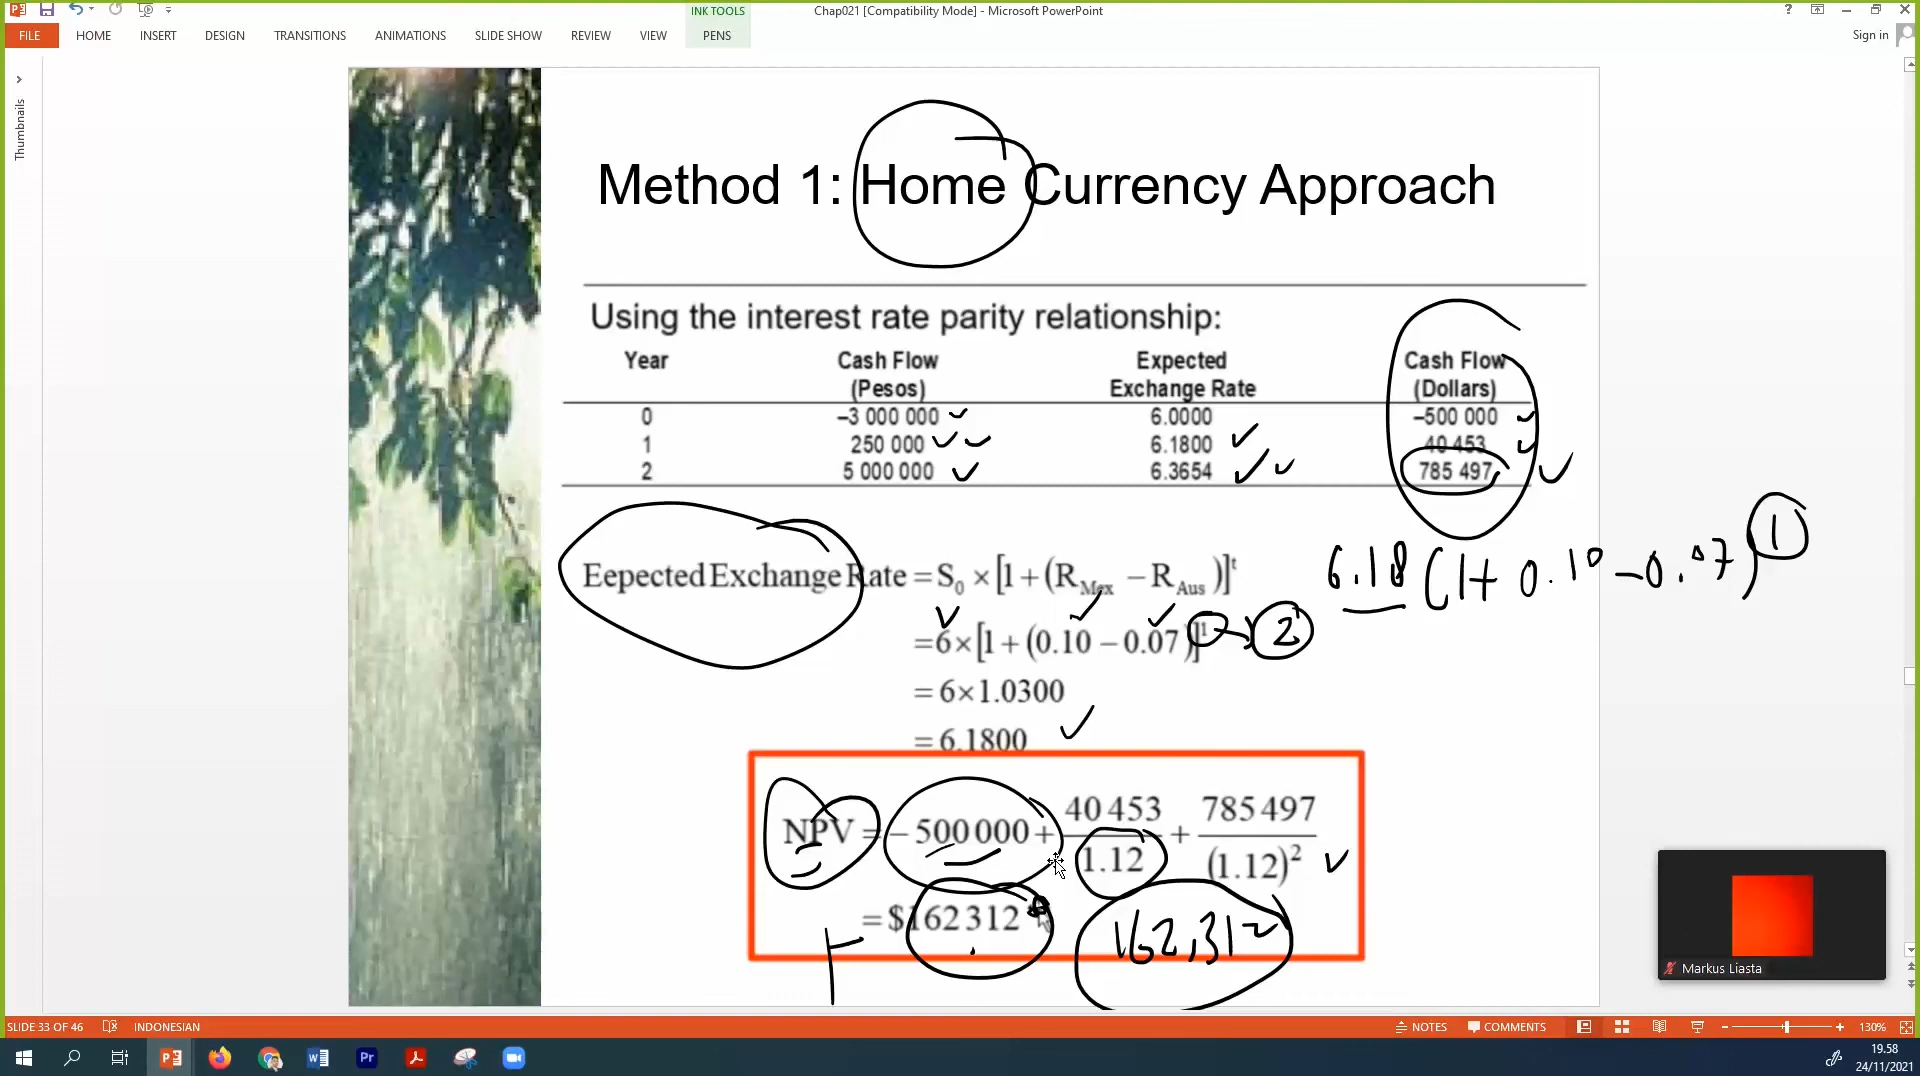 INK TOOLS
Chap021 [Compatibility Mode] - Microsoft PowerPoint
?
FILE HOME INSERT DESIGN TRANSITIONS ANIMATIONS SLIDE SHOW REVIEW VIEW PENS
Sign in
Thumbnails
Method 1: Home Currency Approach
Using the interest rate parity relationship:
Year Cash Flow (Pesos) Expected Exchange Rate Cash Flow (Dollars)
0 –3 000 000 6.0000 –500 000
1 250 000 6.1800 40 453
2 5 000 000 6.3654 785 497
Eepected Exchange Rate = S0 × [1 + (RMex − RAus)]t
6.18 (1+ 0.10 – 0.07) 1
= 6 × [1 + (0.10 − 0.07)]1
2
= 6 × 1.0300
= 6.1800
NPV = − 500 000 + 40 453 / 1.12 + 785 497 / (1.12)2
= $162 312
162,312
Markus Liasta
SLIDE 33 OF 46 INDONESIAN NOTES COMMENTS 130%
19.58
24/11/2021